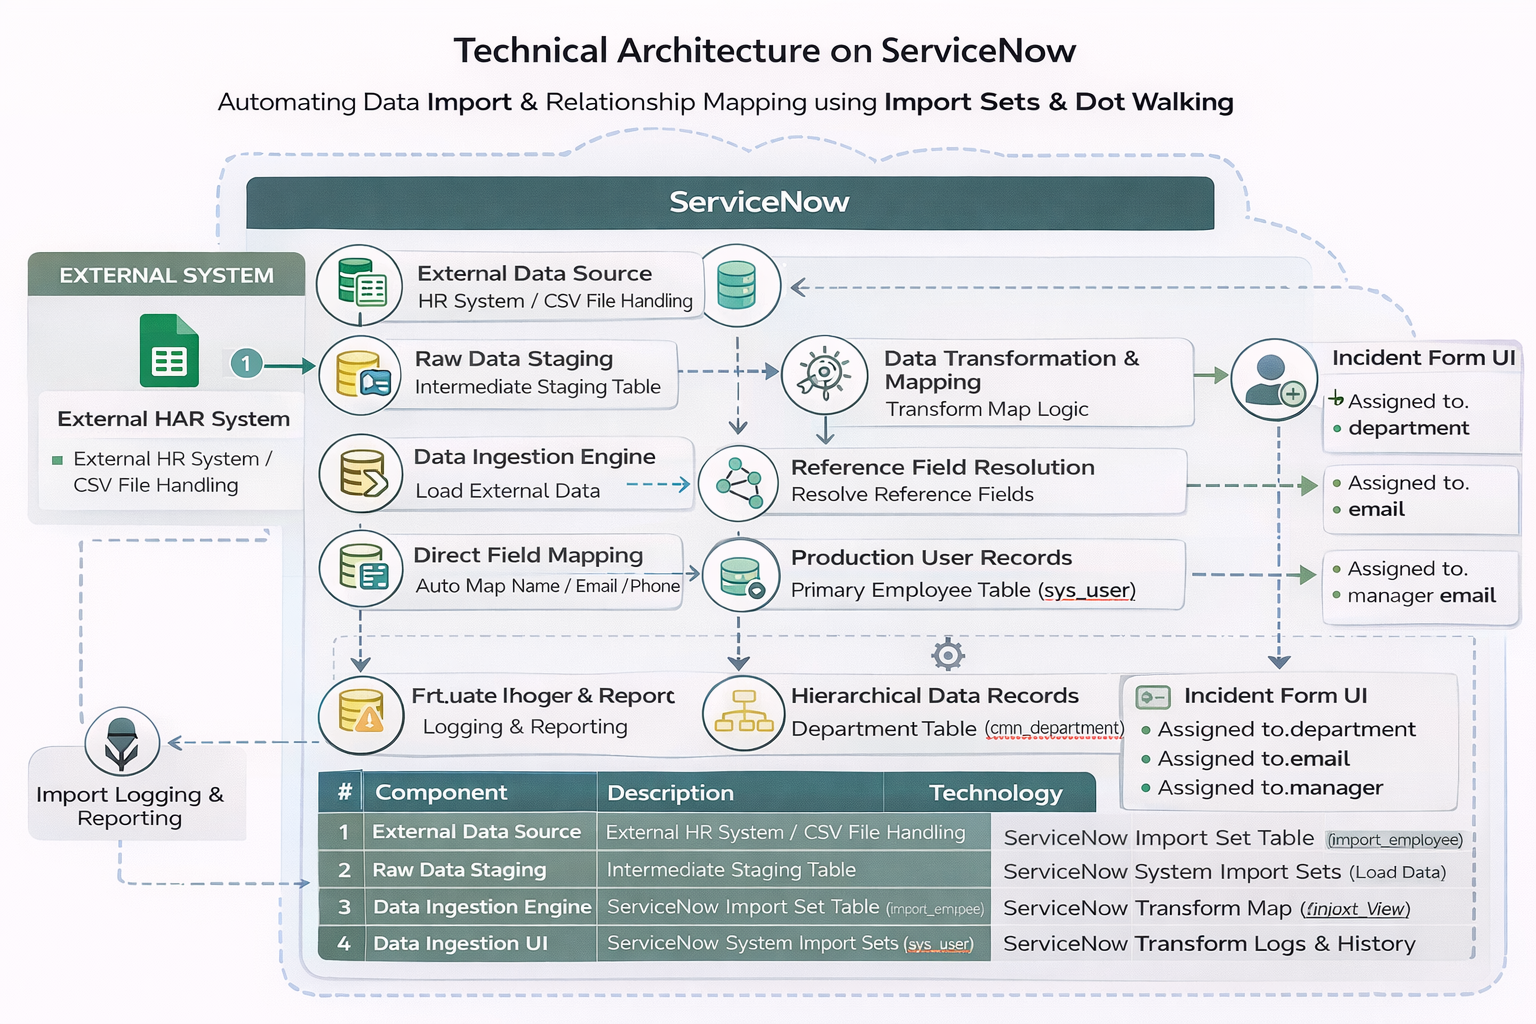 Technical Architecture on ServiceNow
Automating Data Import & Relationship Mapping using Import Sets & Dot Walking
ServiceNow
EXTERNAL SYSTEM
1
External HAR System
External HR System /
CSV File Handling
External Data Source
HR System / CSV File Handling
Raw Data Staging
Intermediate Staging Table
Data Transformation &
Mapping
Transform Map Logic
Incident Form UI
Assigned to.
department
Data Ingestion Engine
Load External Data
Reference Field Resolution
Resolve Reference Fields
Assigned to.
email
Direct Field Mapping
Auto Map Name / Email /Phone
Production User Records
Primary Employee Table (sys_user)
Assigned to.
manager email
Frt.uate Ihoger & Report
Logging & Reporting
Hierarchical Data Records
Department Table (cmn_department)
Incident Form UI
Assigned to.department
Assigned to.email
Assigned to.manager
Import Logging &
Reporting
# Component Description Technology
1 External Data Source External HR System / CSV File Handling ServiceNow Import Set Table (import_employee)
2 Raw Data Staging Intermediate Staging Table ServiceNow System Import Sets (Load Data)
3 Data Ingestion Engine ServiceNow Import Set Table ServiceNow Transform Map
4 Data Ingestion UI ServiceNow System Import Sets (sys_user) ServiceNow Transform Logs & History